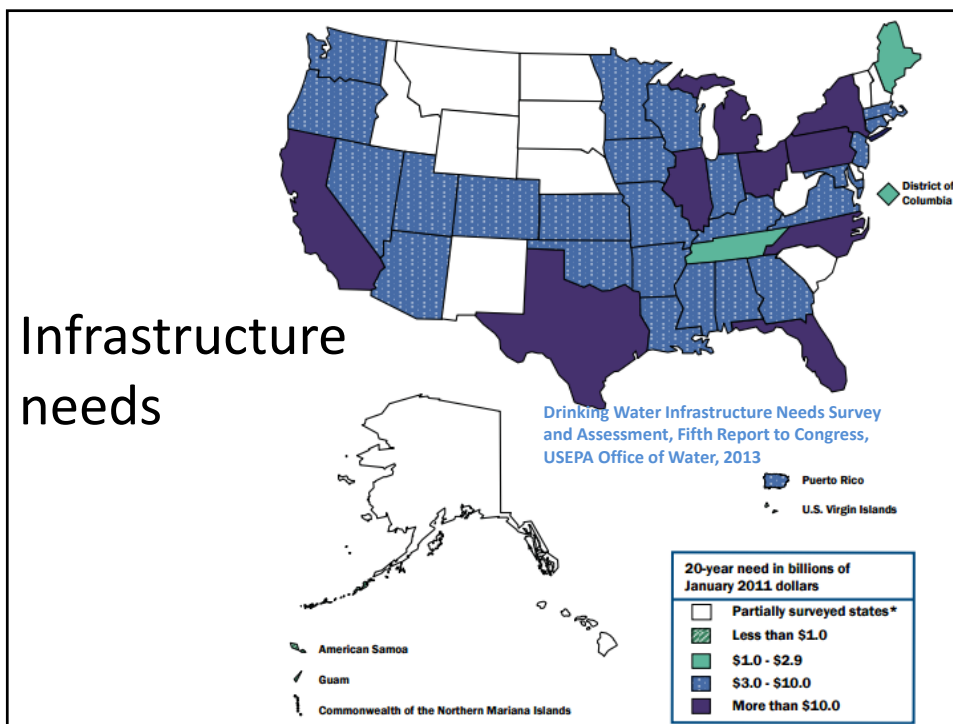 District of
Columbia
Infrastructure
needs
Drinking Water Infrastructure Needs Survey
and Assessment, Fifth Report to Congress,
USEPA Office of Water, 2013
Puerto Rico
U.S. Virgin Islands
20-year need in billions of
January 2011 dollars
Partially surveyed states*
Less than $1.0
$1.0 - $2.9
$3.0 - $10.0
More than $10.0
American Samoa
Guam
Commonwealth of the Northern Mariana Islands